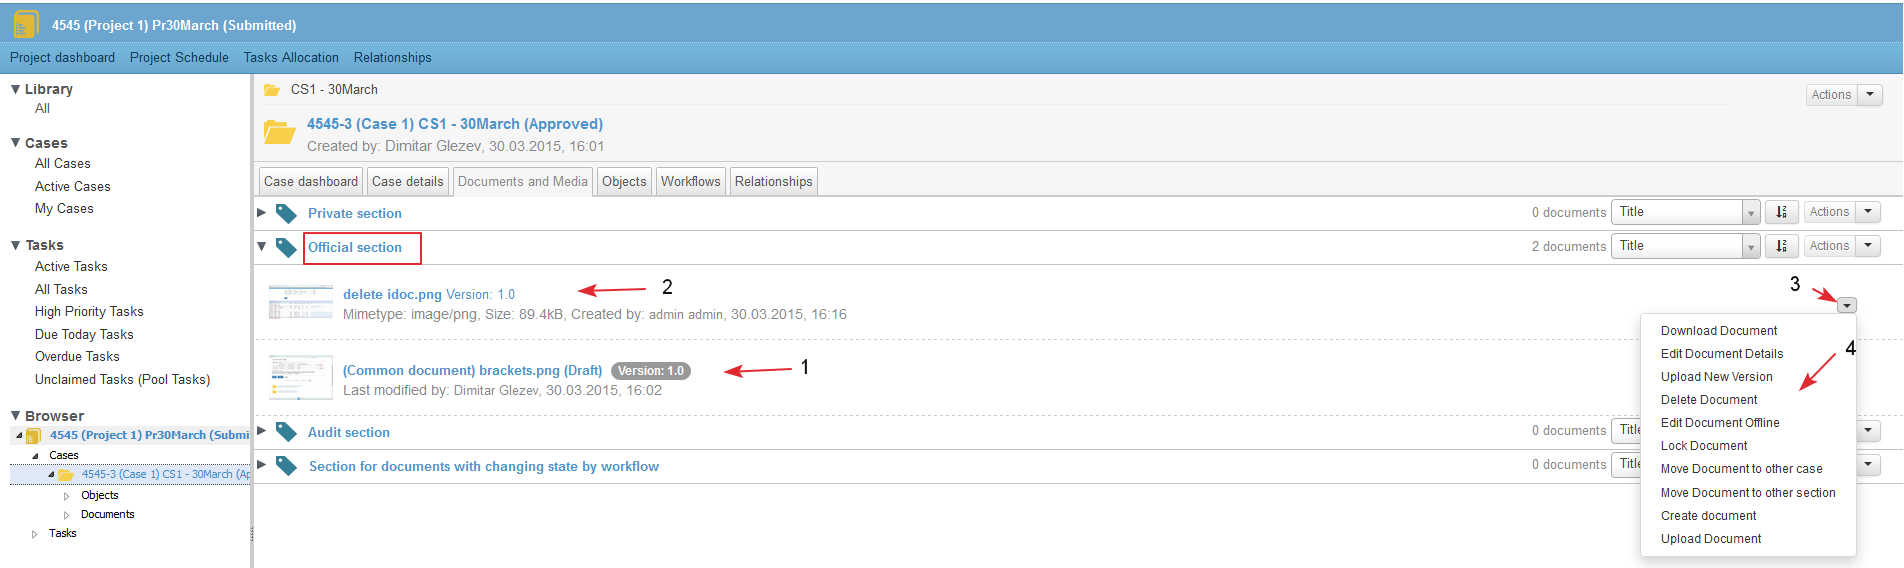 4545 (Project 1) Pr30March (Submitted)
Project dashboard Project Schedule Tasks Allocation Relationships
Library
All
Cases
All Cases
Active Cases
My Cases
Tasks
Active Tasks
All Tasks
High Priority Tasks
Due Today Tasks
Overdue Tasks
Unclaimed Tasks (Pool Tasks)
Browser
4545 (Project 1) Pr30March (Submi
Cases
4545-3 (Case 1) CS1 - 30March (Ap
Objects
Documents
Tasks
CS1 - 30March
Actions
4545-3 (Case 1) CS1 - 30March (Approved)
Created by: Dimitar Glezev, 30.03.2015, 16:01
Case dashboard Case details Documents and Media Objects Workflows Relationships
Private section 0 documents Title Actions
Official section 2 documents Title Actions
delete idoc.png Version: 1.0 2
Mimetype: image/png, Size: 89.4kB, Created by: admin admin, 30.03.2015, 16:16
3
(Common document) brackets.png (Draft) Version: 1.0 1
Last modified by: Dimitar Glezev, 30.03.2015, 16:02
Audit section 0 documents Titl
Section for documents with changing state by workflow 0 documents Titl
Download Document
Edit Document Details 4
Upload New Version
Delete Document
Edit Document Offline
Lock Document
Move Document to other case
Move Document to other section
Create document
Upload Document